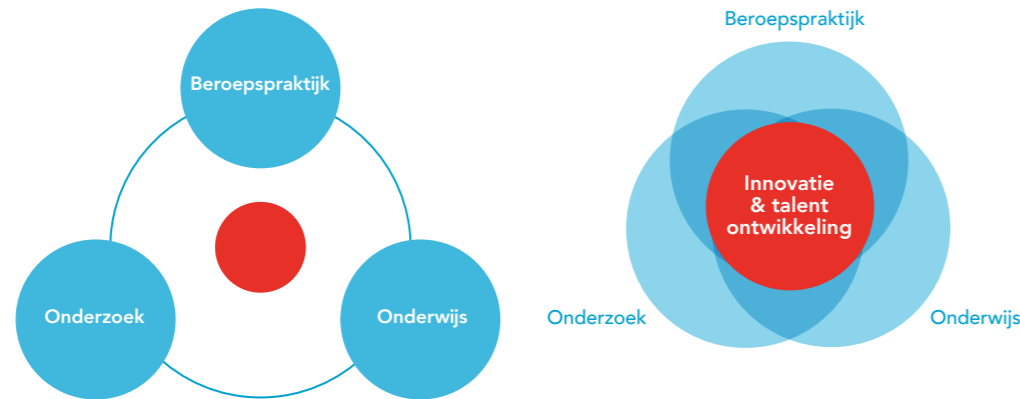 Beroepspraktijk
Onderzoek
Onderwijs
Beroepspraktijk
Innovatie
& talent
ontwikkeling
Onderzoek
Onderwijs